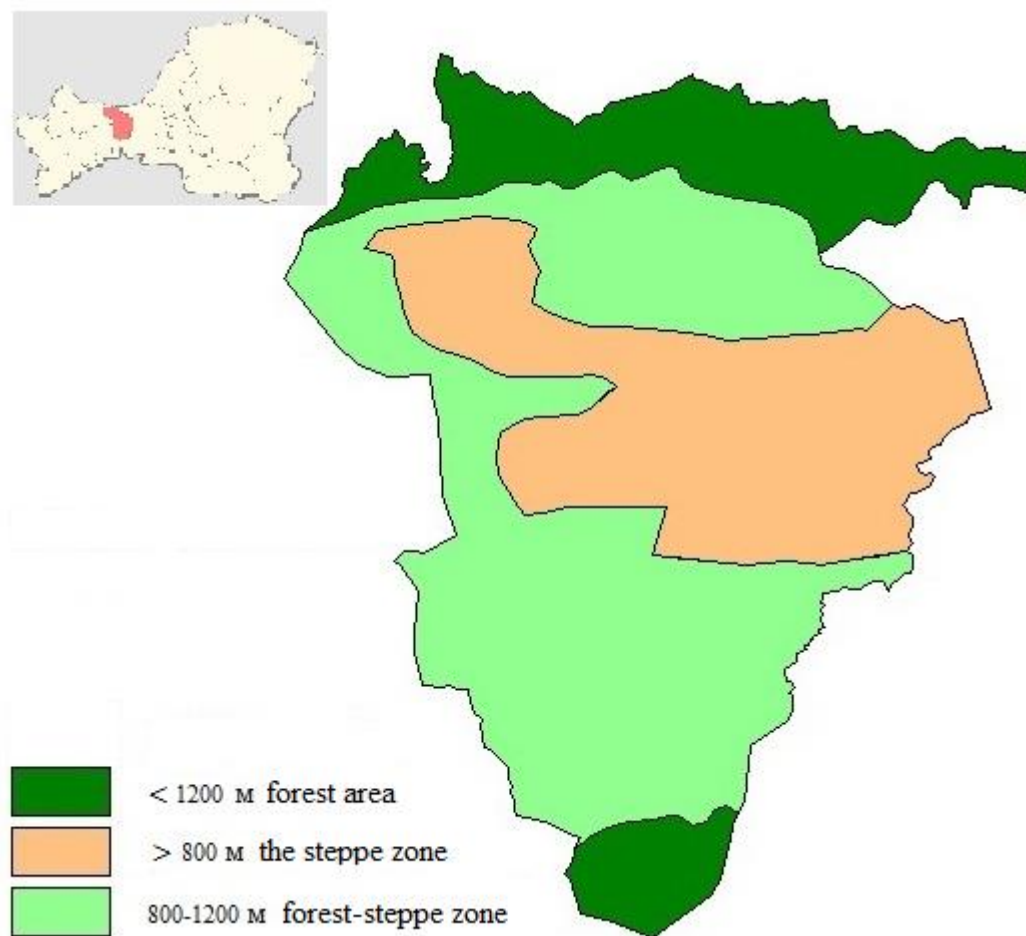 < 1200 м forest area
> 800 м the steppe zone
800-1200 м forest-steppe zone